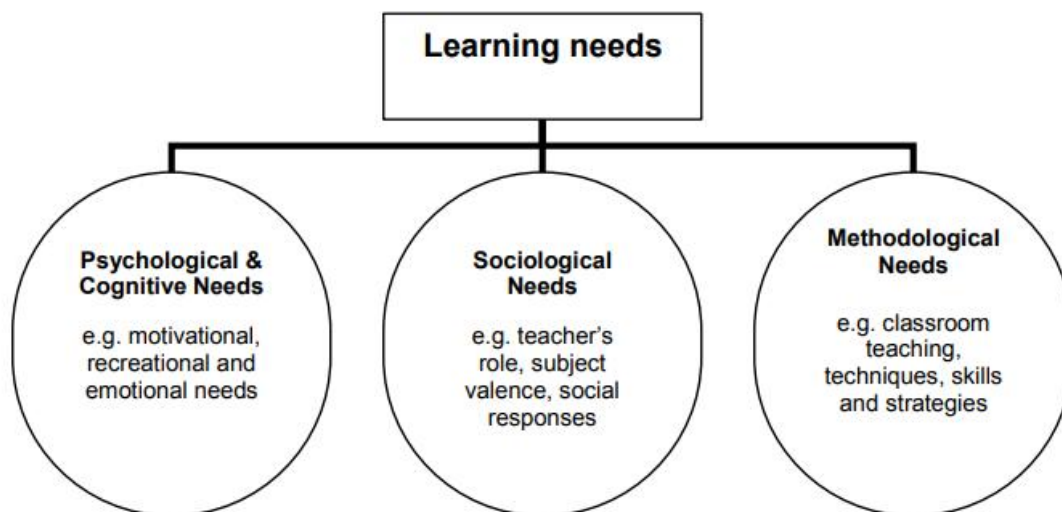 Learning needs
Psychological &
Cognitive Needs
e.g. motivational,
recreational and
emotional needs
Sociological
Needs
e.g. teacher's
role, subject
valence, social
responses
Methodological
Needs
e.g. classroom
teaching,
techniques, skills
and strategies